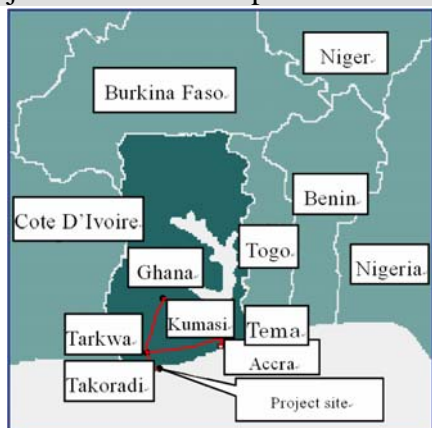 Niger
Burkina Faso
Benin
Cote D'Ivoire
Togo
Ghana
Nigeria
Kumasi
Tema
Tarkwa
Accra
Takoradi
Project site